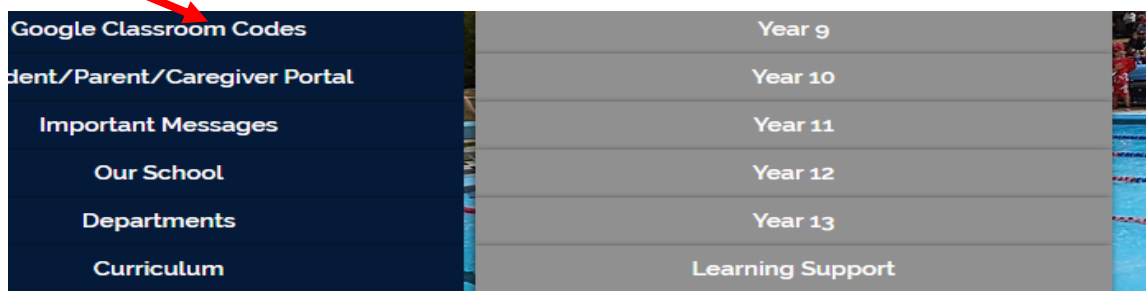 Google Classroom Codes
dent/Parent/Caregiver Portal
Important Messages
Our School
Departments
Curriculum
Year 9
Year 10
Year 11
Year 12
Year 13
Learning Support